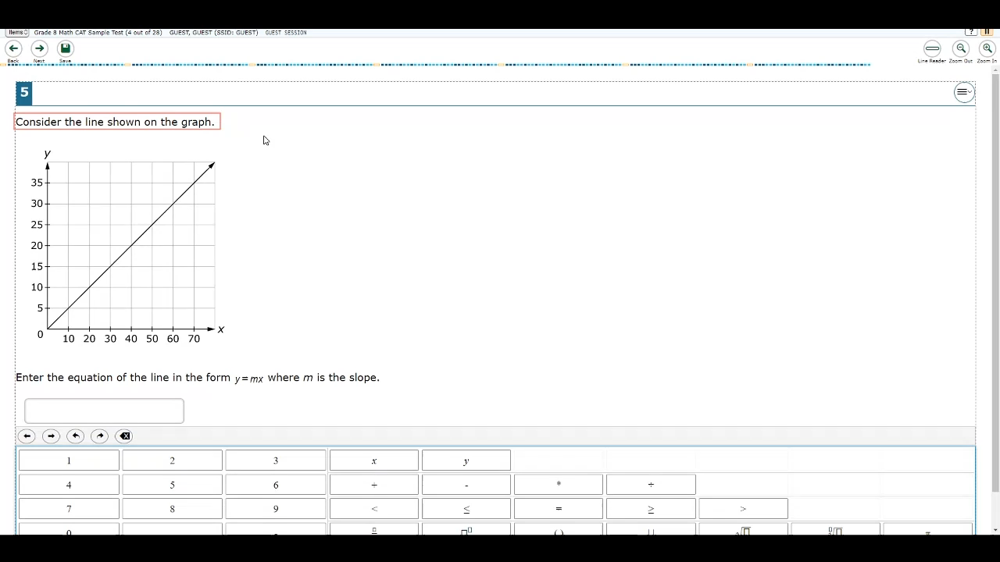 Items Grade 8 Math CAT Sample Test (4 out of 28) GUEST, GUEST (SSID: GUEST) GUEST SESSION ?
Back Next Save Line Reader Zoom Out Zoom In
5
Consider the line shown on the graph.
y
35
30
25
20
15
10
5
0
x
10 20 30 40 50 60 70
Enter the equation of the line in the form y = mx where m is the slope.
1 2 3 x y
4 5 6 + - * ÷
7 8 9 < ≤ = ≥ >
0